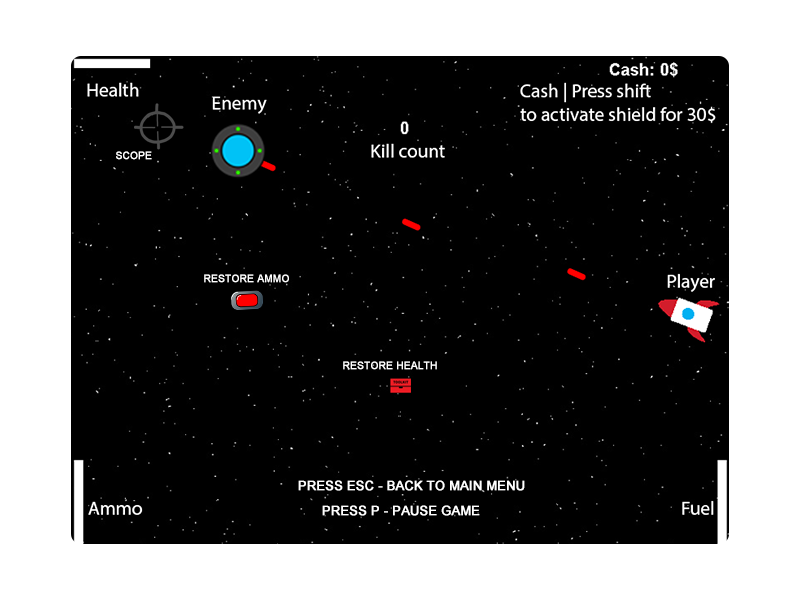 Cash: 0$
Health
Cash | Press shift
to activate shield for 30$
Enemy
0
Kill count
SCOPE
RESTORE AMMO
Player
RESTORE HEALTH
PRESS ESC - BACK TO MAIN MENU
Ammo
PRESS P - PAUSE GAME
Fuel